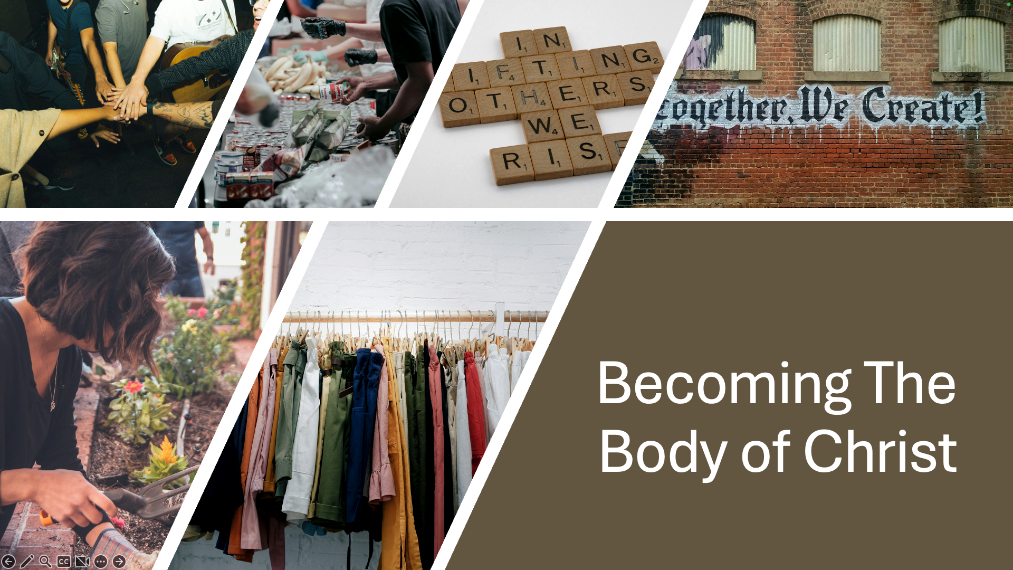 IN
LIFTING
OTHERS
WE
RISE
together, We Create!
Becoming The
Body of Christ